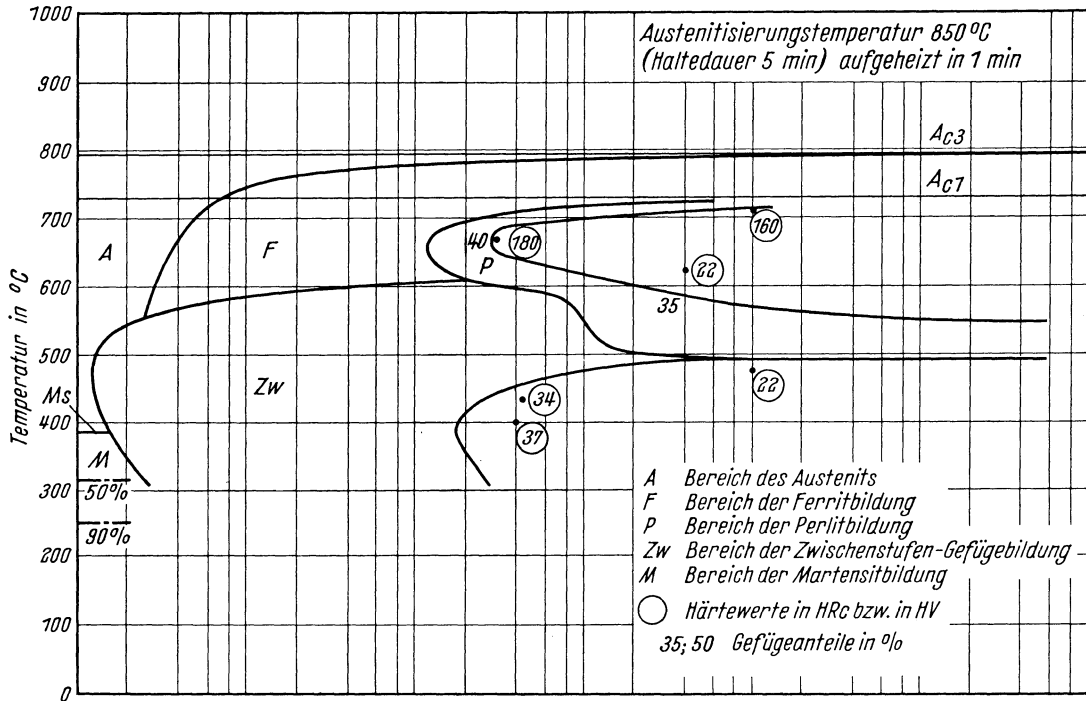 1000
900
800
700
600
500
400
300
200
100
0
Temperatur in °C
Austenitisierungstemperatur 850°C
(Haltedauer 5 min) aufgeheizt in 1 min
Ac3
Ac1
A
F
40
180
P
160
22
35
Zw
Ms
34
22
37
M
50%
90%
A Bereich des Austenits
F Bereich der Ferritbildung
P Bereich der Perlitbildung
Zw Bereich der Zwischenstufen-Gefügebildung
M Bereich der Martensitbildung
Härtewerte in HRc bzw. in HV
35; 50 Gefügeanteile in %